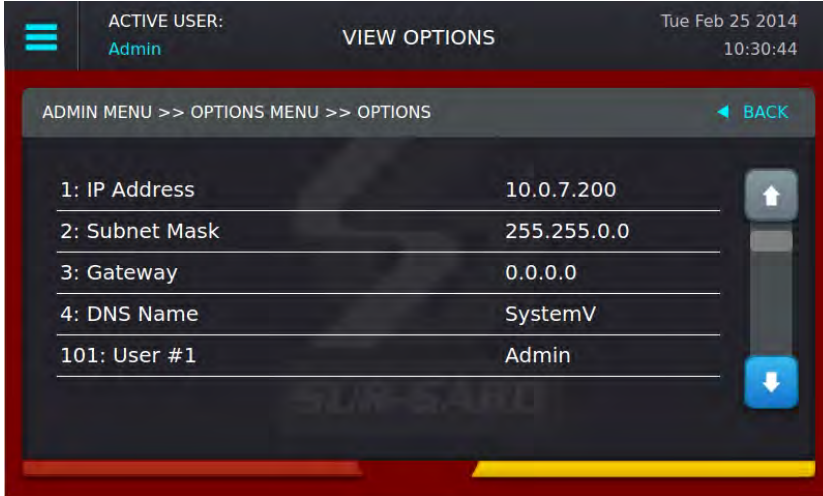 ACTIVE USER:
Admin
VIEW OPTIONS
Tue Feb 25 2014
10:30:44
ADMIN MENU >> OPTIONS MENU >> OPTIONS
BACK
1: IP Address 10.0.7.200
2: Subnet Mask 255.255.0.0
3: Gateway 0.0.0.0
4: DNS Name SystemV
101: User #1 Admin
SUR-GARD